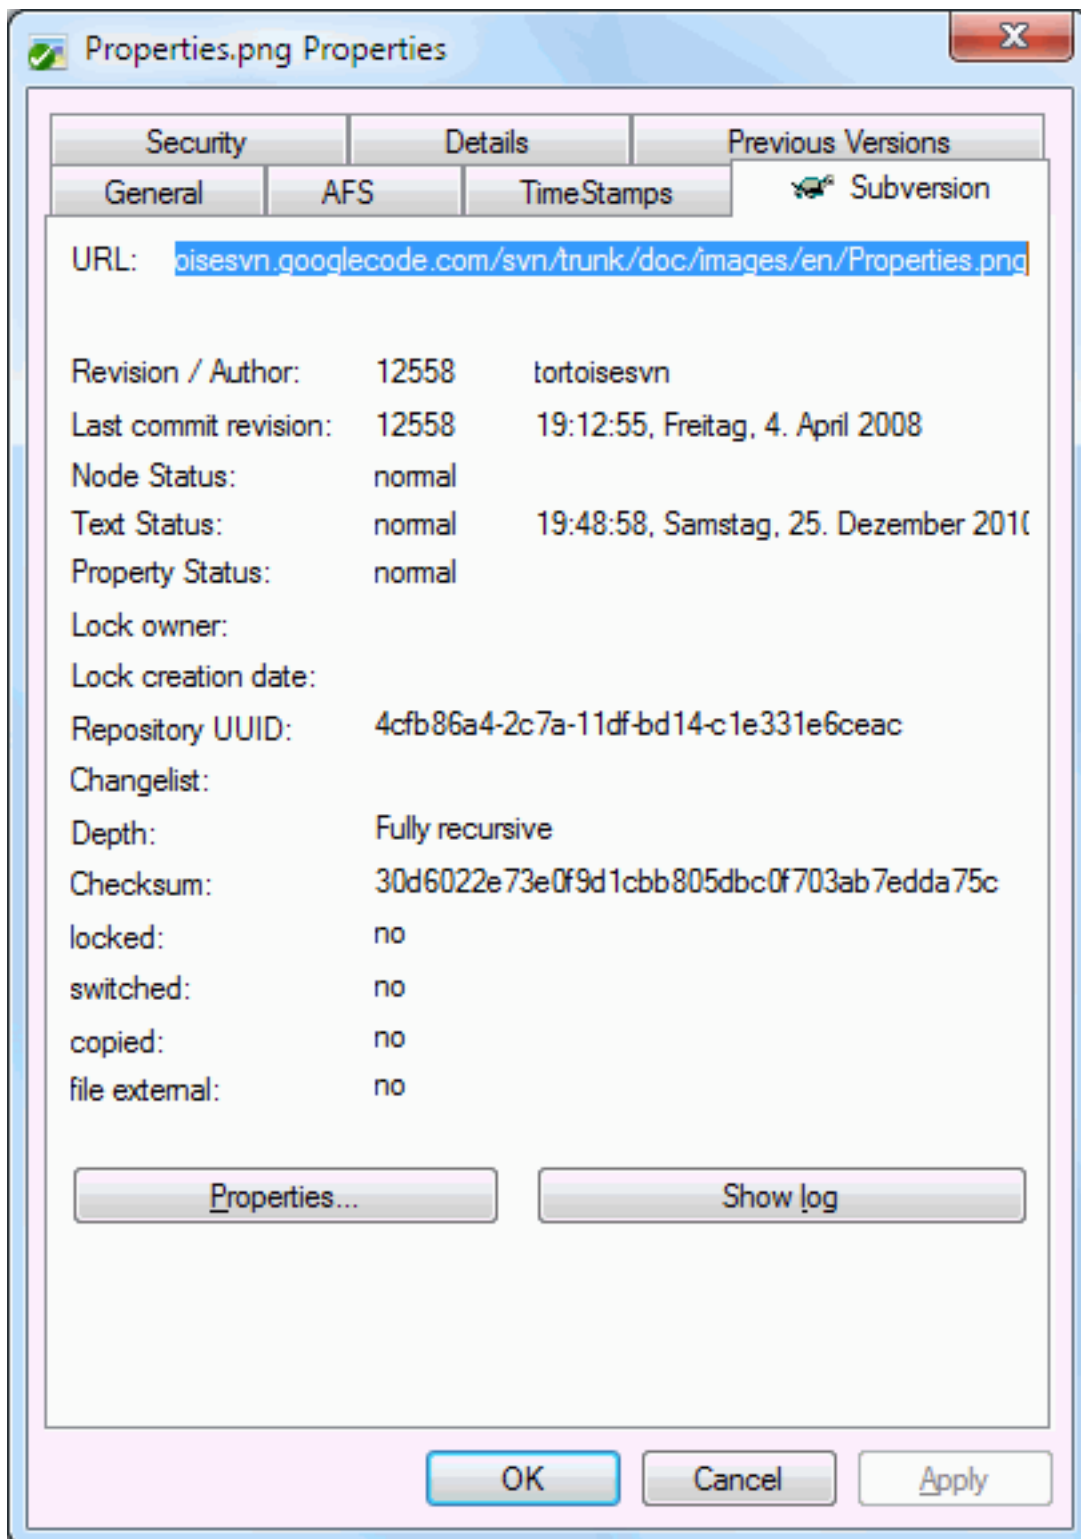 Properties.png Properties
Security Details Previous Versions
General AFS TimeStamps Subversion
URL: oisesvn.googlecode.com/svn/trunk/doc/images/en/Properties.png
Revision / Author: 12558 tortoisesvn
Last commit revision: 12558 19:12:55, Freitag, 4. April 2008
Node Status: normal
Text Status: normal 19:48:58, Samstag, 25. Dezember 2010
Property Status: normal
Lock owner:
Lock creation date:
Repository UUID: 4cfb86a4-2c7a-11df-bd14-c1e331e6ceac
Changelist:
Depth: Fully recursive
Checksum: 30d6022e73e0f9d1cbb805dbc0f703ab7edda75c
locked: no
switched: no
copied: no
file external: no
Properties... Show log
OK Cancel Apply